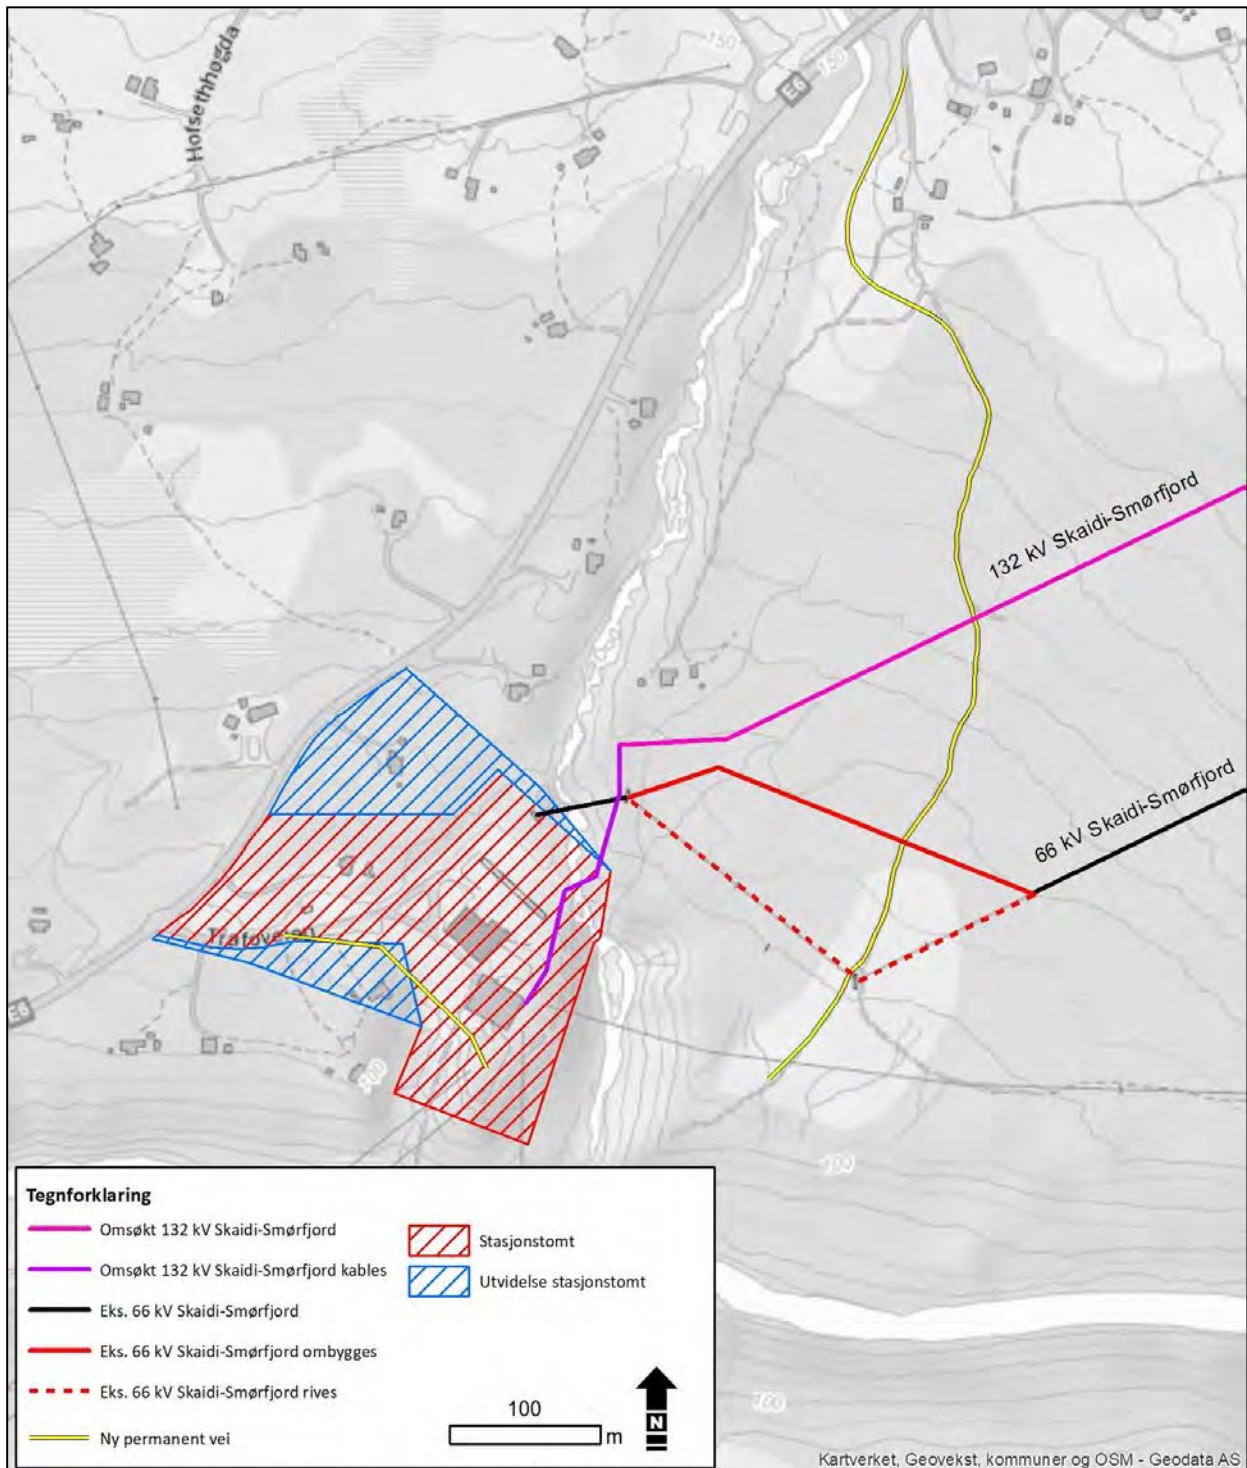 Hofsethhøgda
150
E6
150
132 kV Skaidi-Smørfjord
66 kV Skaidi-Smørfjord
Trafoveien
E6
100
100
Tegnforklaring
Omsøkt 132 kV Skaidi-Smørfjord
Omsøkt 132 kV Skaidi-Smørfjord kables
Eks. 66 kV Skaidi-Smørfjord
Eks. 66 kV Skaidi-Smørfjord ombygges
Eks. 66 kV Skaidi-Smørfjord rives
Ny permanent vei
Stasjonstomt
Utvidelse stasjonstomt
100
m
N
100
Kartverket, Geovekst, kommuner og OSM - Geodata AS